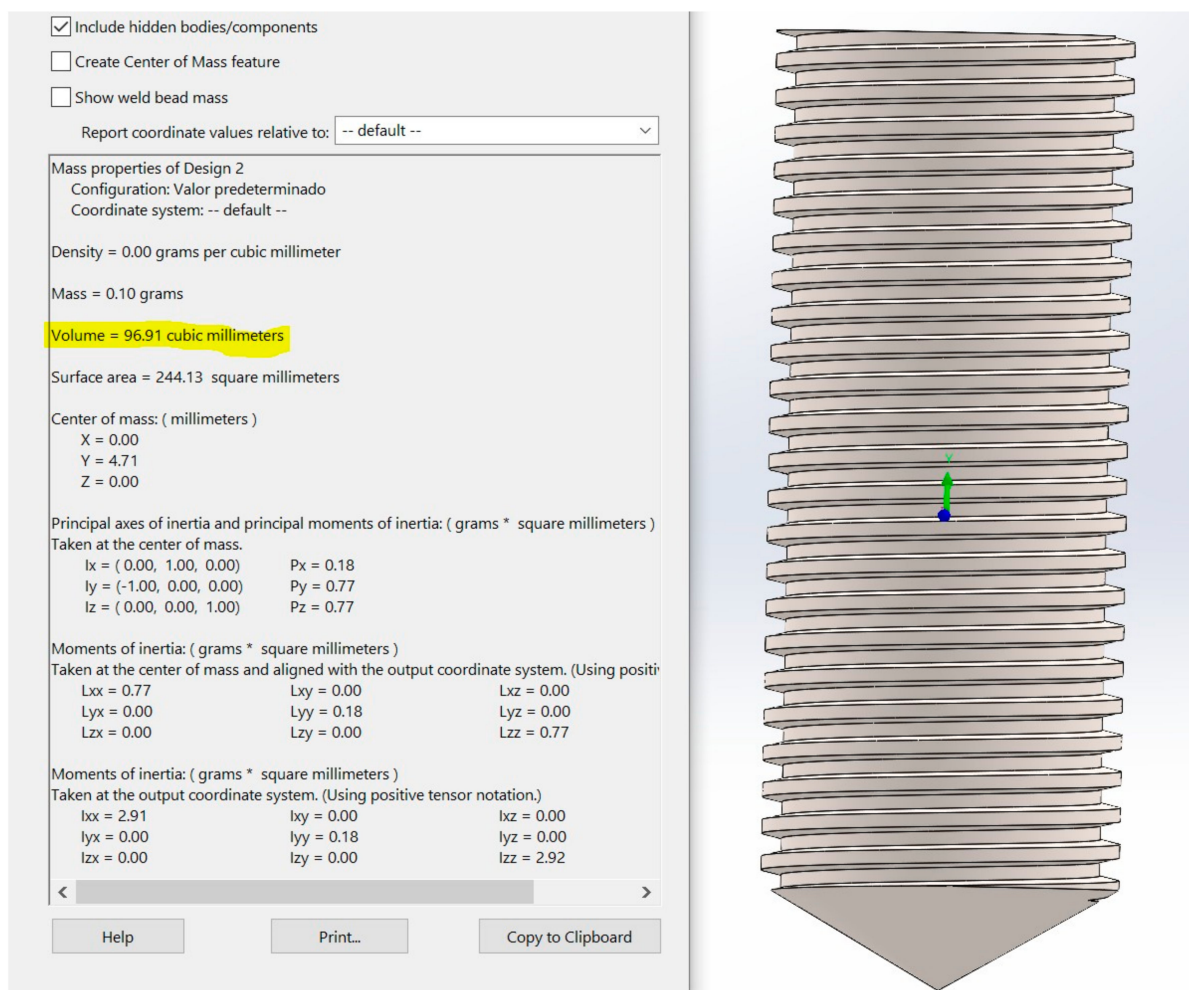 Include hidden bodies/components
Create Center of Mass feature
Show weld bead mass
Report coordinate values relative to: -- default --
Mass properties of Design 2
Configuration: Valor predeterminado
Coordinate system: -- default --
Density = 0.00 grams per cubic millimeter
Mass = 0.10 grams
Volume = 96.91 cubic millimeters
Surface area = 244.13 square millimeters
Center of mass: ( millimeters )
X = 0.00
Y = 4.71
Z = 0.00
Principal axes of inertia and principal moments of inertia: ( grams * square millimeters )
Taken at the center of mass.
Ix = ( 0.00, 1.00, 0.00) Px = 0.18
Iy = (-1.00, 0.00, 0.00) Py = 0.77
Iz = ( 0.00, 0.00, 1.00) Pz = 0.77
Moments of inertia: ( grams * square millimeters )
Taken at the center of mass and aligned with the output coordinate system. (Using positiv
Lxx = 0.77 Lxy = 0.00 Lxz = 0.00
Lyx = 0.00 Lyy = 0.18 Lyz = 0.00
Lzx = 0.00 Lzy = 0.00 Lzz = 0.77
Moments of inertia: ( grams * square millimeters )
Taken at the output coordinate system. (Using positive tensor notation.)
Ixx = 2.91 Ixy = 0.00 Ixz = 0.00
Iyx = 0.00 Iyy = 0.18 Iyz = 0.00
Izx = 0.00 Izy = 0.00 Izz = 2.92
Help Print... Copy to Clipboard
Y